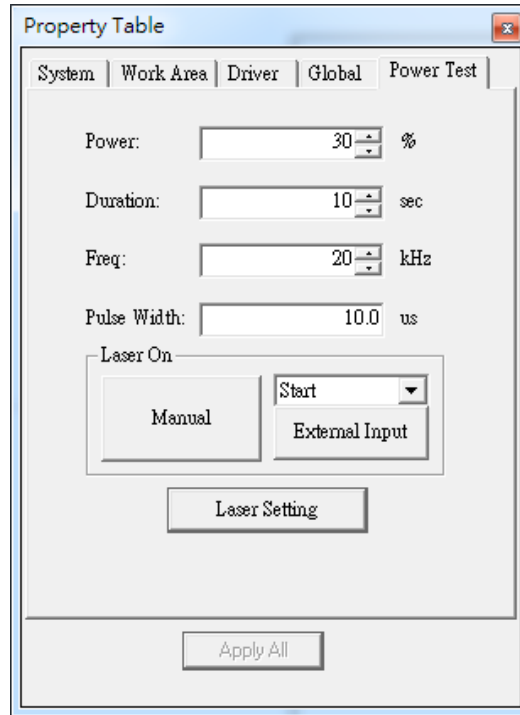 Property Table
System Work Area Driver Global Power Test
Power: 30 %
Duration: 10 sec
Freq: 20 kHz
Pulse Width: 10.0 us
Laser On
Start
Manual
External Input
Laser Setting
Apply All